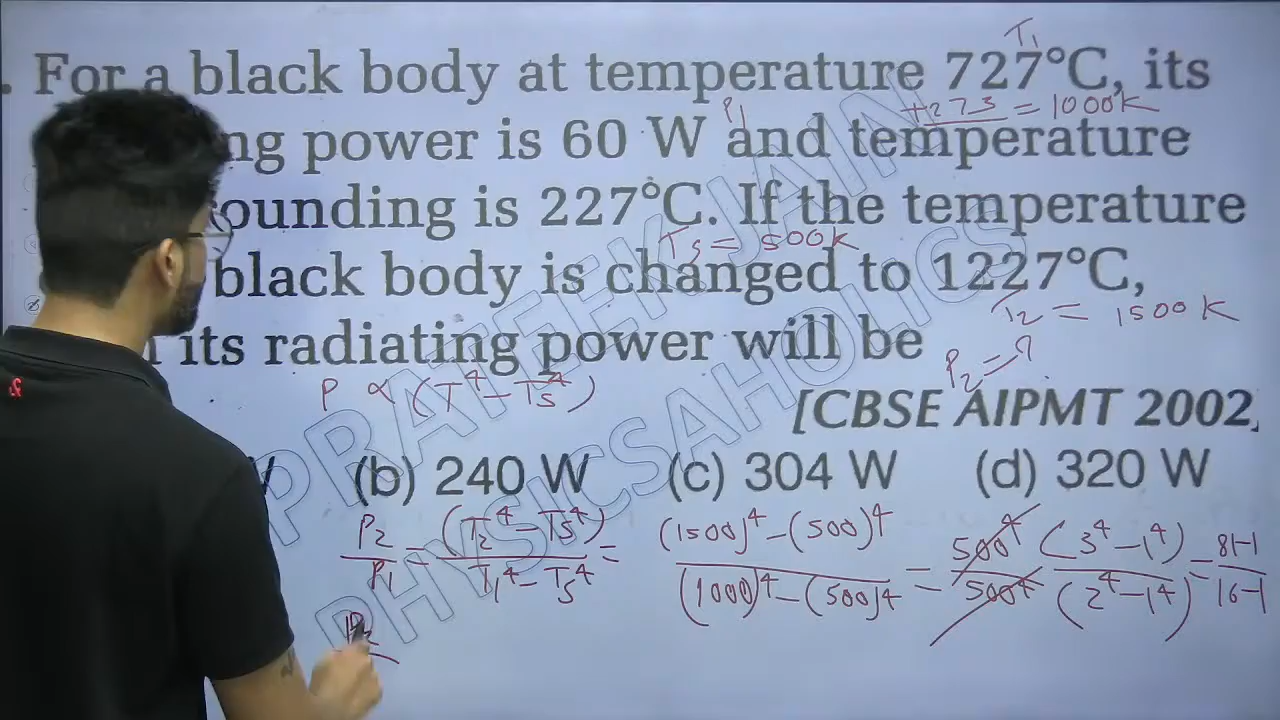 . For a black body at temperature 727°C, its
T₁
+273 = 1000K
ng power is 60 W and temperature
P₁
ounding is 227°C. If the temperature
Tₛ = 500K
black body is changed to 1227°C,
T₂ = 1500K
its radiating power will be
P₂ = ?
P ∝ (T⁴ - Tₛ⁴)
[CBSE AIPMT 2002
(b) 240 W (c) 304 W (d) 320 W
P₂/P₁ = (T₂⁴ - Tₛ⁴)/T₁⁴ - Tₛ⁴ = (1500)⁴ - (500)⁴/(1000)⁴ - (500)⁴ = 500⁴/500⁴ (3⁴ - 1⁴)/(2⁴ - 1⁴) = 81-1/16-1
PRATEEK JAIN
PHYSICSAHOLICS